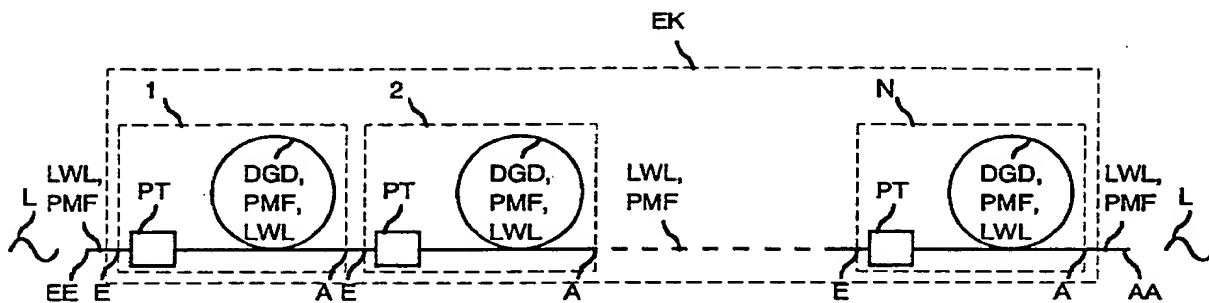 EK
1
2
N
LWL,
PMF
L
PT
DGD,
PMF,
LWL
PT
DGD,
PMF,
LWL
LWL,
PMF
PT
DGD,
PMF,
LWL
LWL,
PMF
L
EE
E
A
E
A
E
A
AA